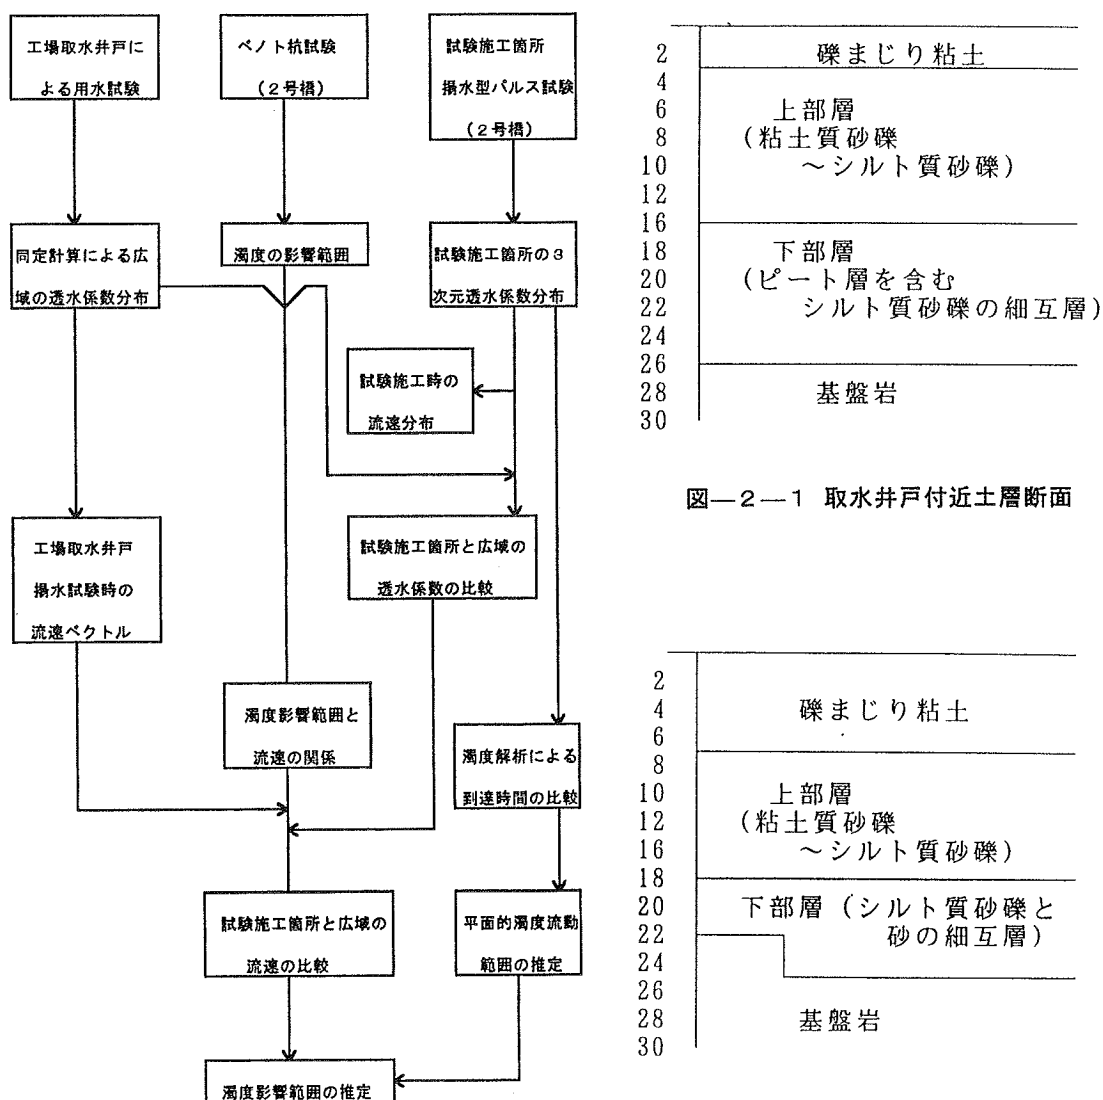 工場取水井戸に
よる用水試験
ベノト杭試験
(2号橋)
試験施工箇所
揚水型パルス試験
(2号橋)
同定計算による広
域の透水係数分布
濁度の影響範囲
試験施工箇所の3
次元透水係数分布
試験施工時の
流速分布
工場取水井戸
揚水試験時の
流速ベクトル
試験施工箇所と広域の
透水係数の比較
濁度影響範囲と
流速の関係
濁度解析による
到達時間の比較
試験施工箇所と広域の
流速の比較
平面的濁度流動
範囲の推定
濁度影響範囲の推定
2 礫まじり粘土
4
6 上部層
8 (粘土質砂礫
10 ~シルト質砂礫)
12
16
18 下部層
20 (ピート層を含む
22 シルト質砂礫の細互層)
24
26
28 基盤岩
30
図―2―1 取水井戸付近土層断面
2
4 礫まじり粘土
6
8
10 上部層
12 (粘土質砂礫
16 ~シルト質砂礫)
18
20 下部層(シルト質砂礫と
22 砂の細互層)
24
26
28 基盤岩
30